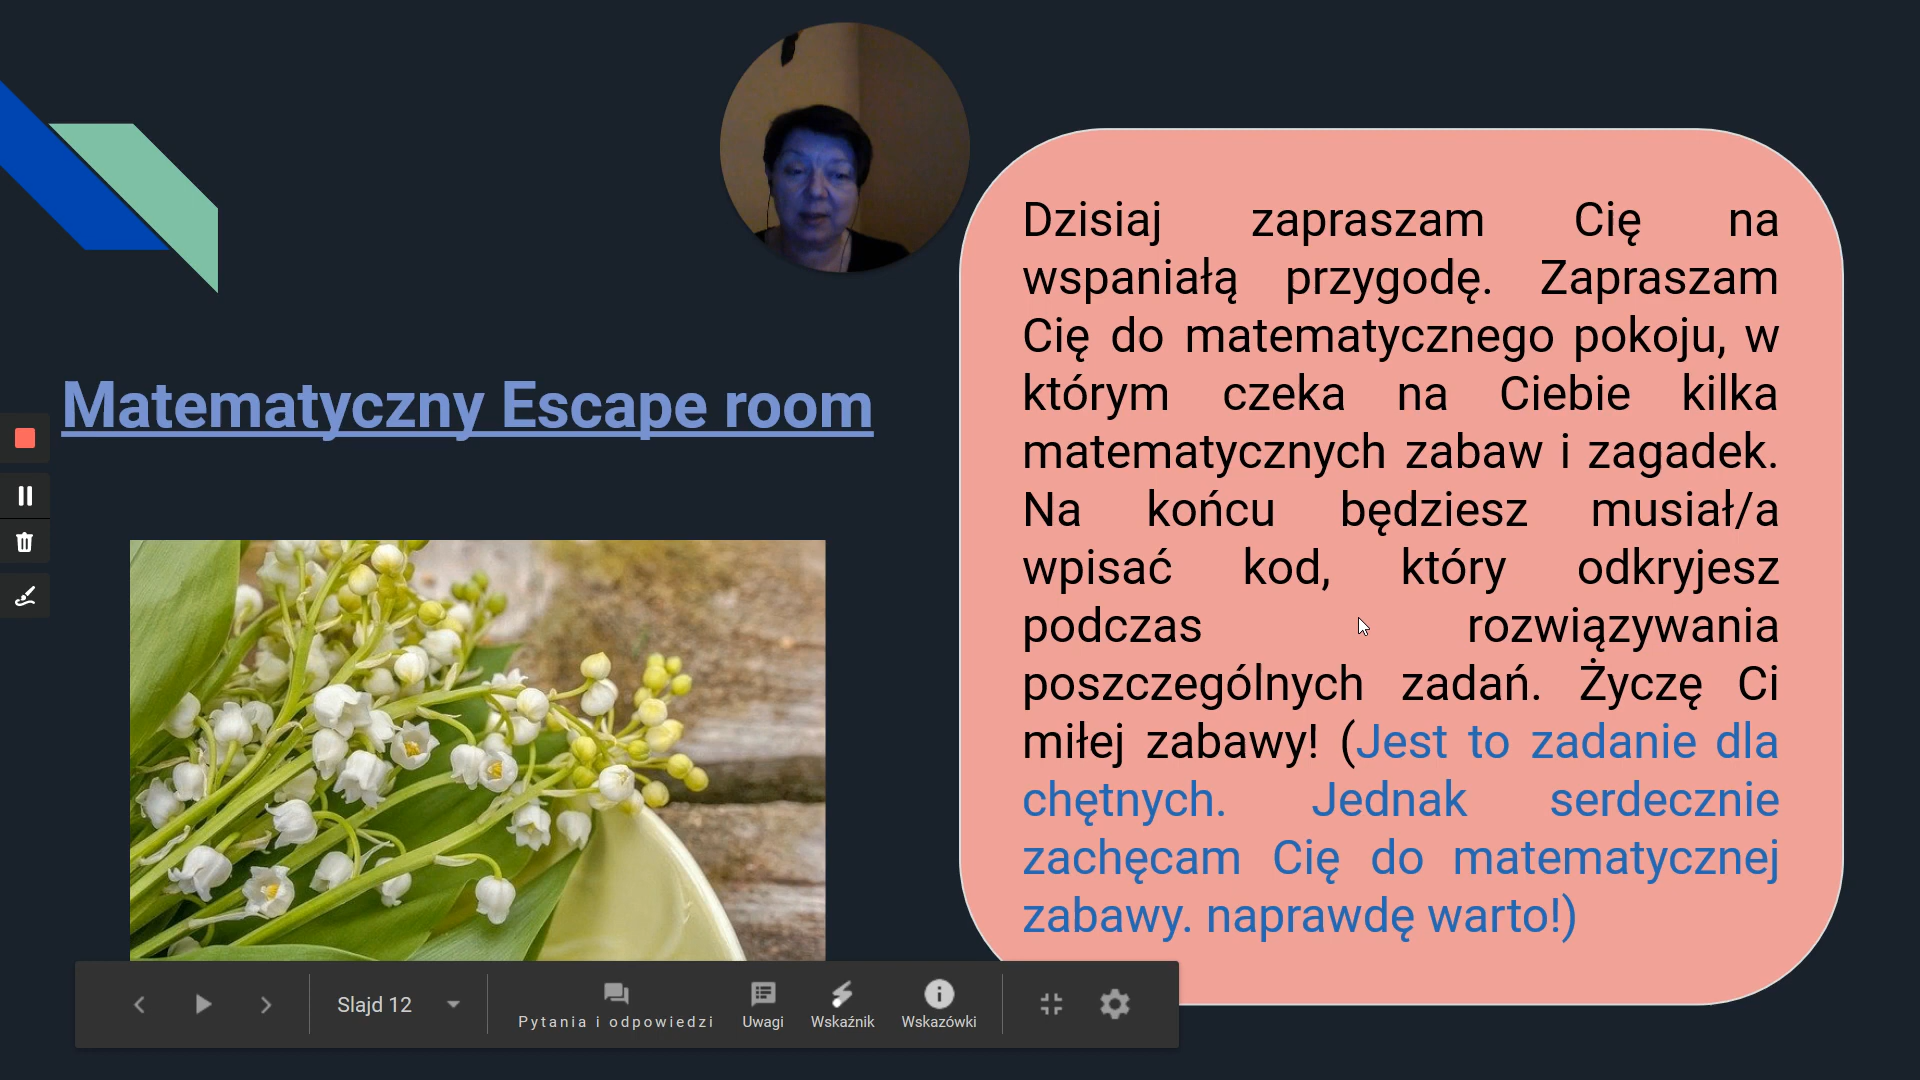 Matematyczny Escape room
Dzisiaj zapraszam Cię na
wspaniałą przygodę. Zapraszam
Cię do matematycznego pokoju, w
którym czeka na Ciebie kilka
matematycznych zabaw i zagadek.
Na końcu będziesz musiał/a
wpisać kod, który odkryjesz
podczas rozwiązywania
poszczególnych zadań. Życzę Ci
miłej zabawy! (Jest to zadanie dla
chętnych. Jednak serdecznie
zachęcam Cię do matematycznej
zabawy. naprawdę warto!)
Slajd 12
Pytania i odpowiedzi
Uwagi
Wskaźnik
Wskazówki